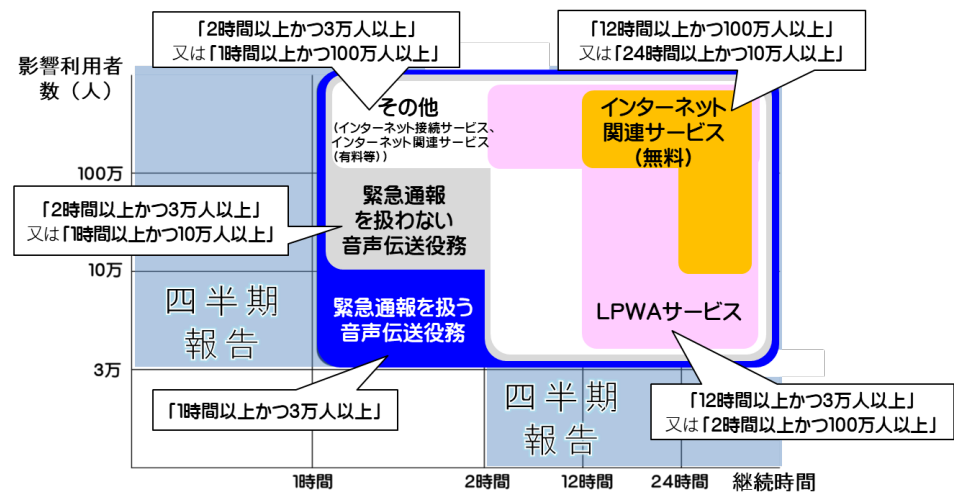 「2時間以上かつ3万人以上」
又は「1時間以上かつ100万人以上」
「12時間以上かつ100万人以上」
又は「24時間以上かつ10万人以上」
影響利用者
数（人）
その他
（インターネット接続サービス、
インターネット関連サービス
（有料等））
インターネット
関連サービス
（無料）
100万
「2時間以上かつ3万人以上」
又は「1時間以上かつ10万人以上」
緊急通報
を扱わない
音声伝送役務
10万
四半期
報告
緊急通報を扱う
音声伝送役務
LPWAサービス
3万
「1時間以上かつ3万人以上」
四半期
報告
「12時間以上かつ3万人以上」
又は「2時間以上かつ100万人以上」
1時間
2時間
12時間
24時間
継続時間